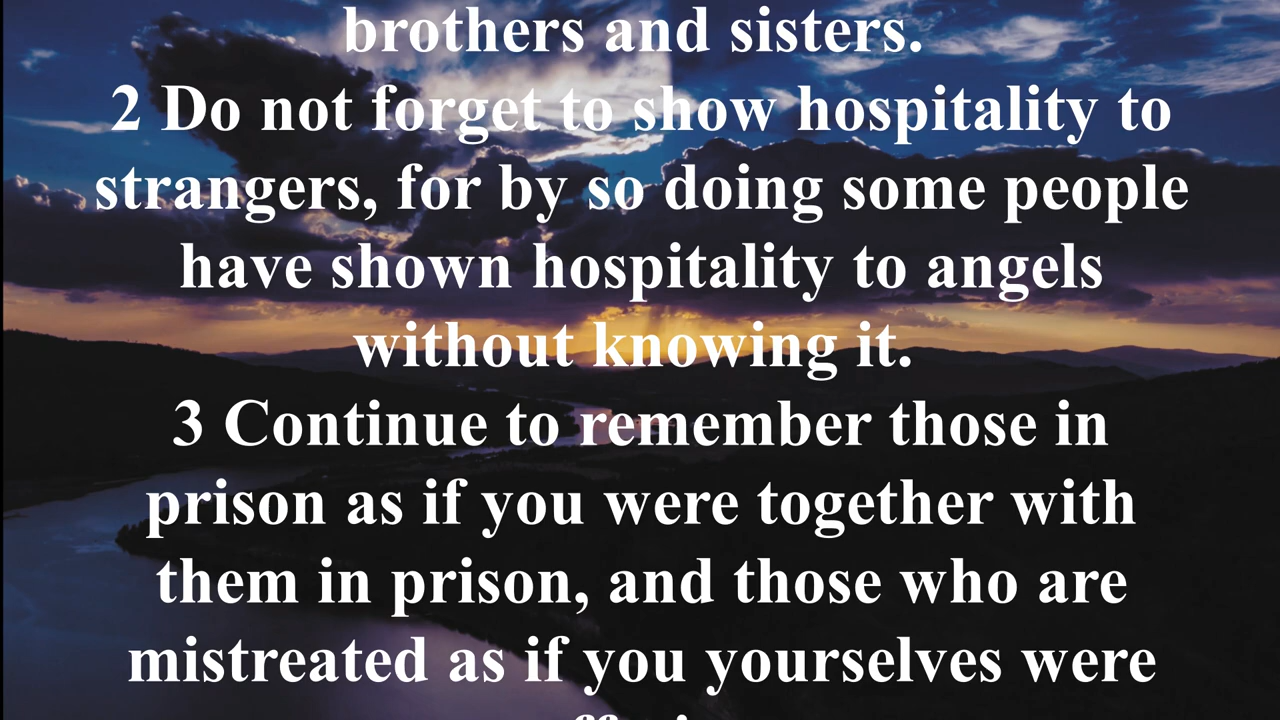 brothers and sisters.
2 Do not forget to show hospitality to
strangers, for by so doing some people
have shown hospitality to angels
without knowing it.
3 Continue to remember those in
prison as if you were together with
them in prison, and those who are
mistreated as if you yourselves were